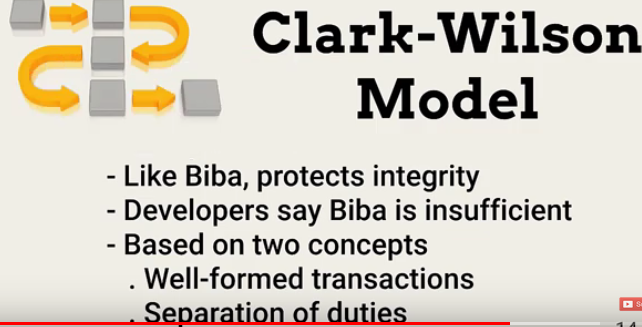 Clark-Wilson
Model
- Like Biba, protects integrity
- Developers say Biba is insufficient
- Based on two concepts
. Well-formed transactions
. Separation of duties